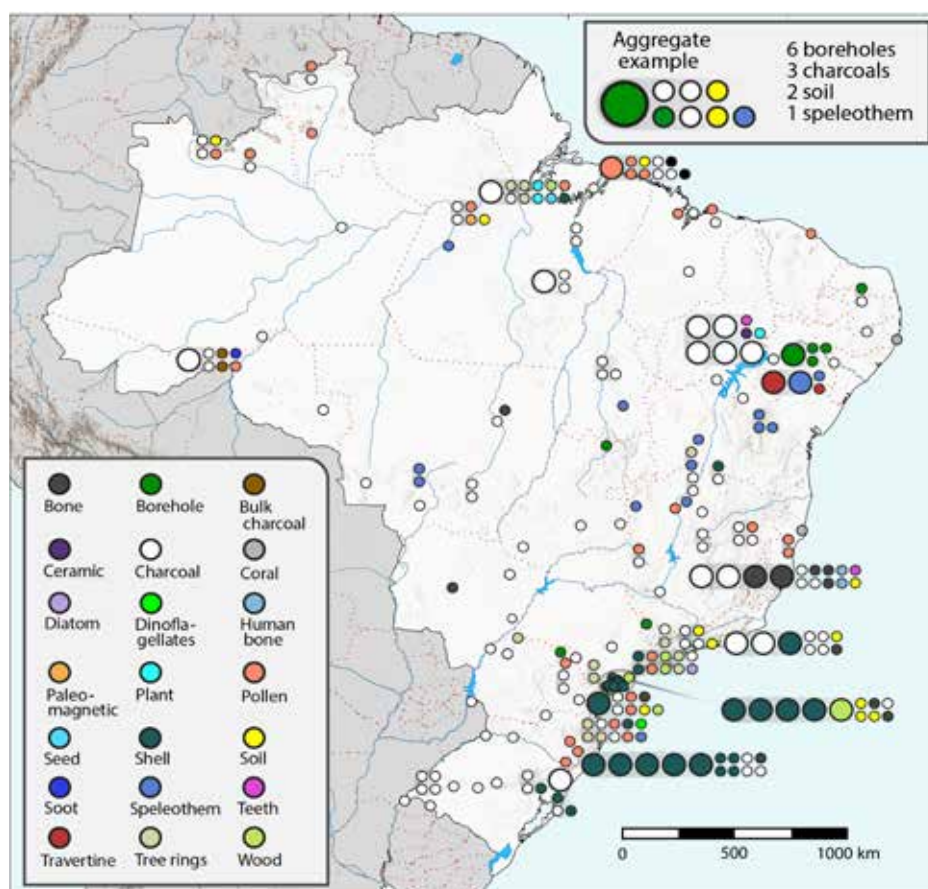 Aggregate
example
6 boreholes
3 charcoals
2 soil
1 speleothem
Bone
Borehole
Bulk
charcoal
Ceramic
Charcoal
Coral
Diatom
Dinofla-
gellates
Human
bone
Paleo-
magnetic
Plant
Pollen
Seed
Shell
Soil
Soot
Speleothem
Teeth
Travertine
Tree rings
Wood
0
500
1000 km